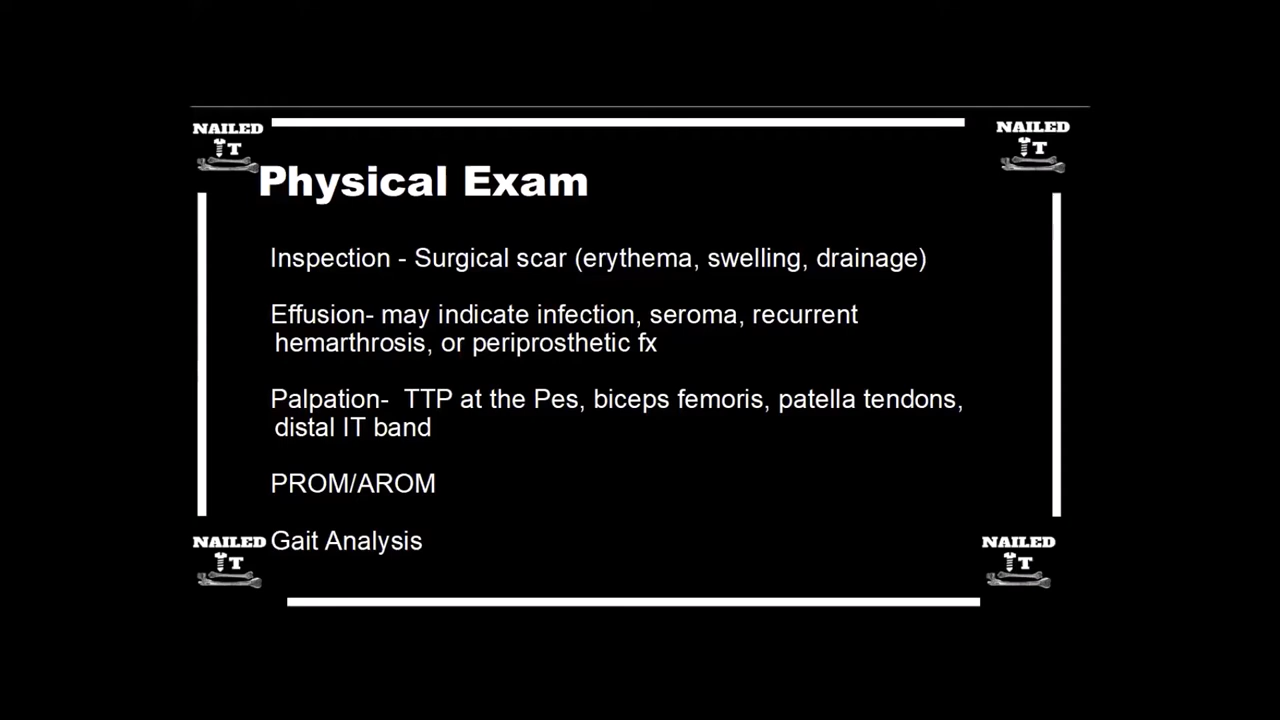 NAILED
IT
NAILED
IT
Physical Exam
Inspection - Surgical scar (erythema, swelling, drainage)
Effusion- may indicate infection, seroma, recurrent
hemarthrosis, or periprosthetic fx
Palpation-  TTP at the Pes, biceps femoris, patella tendons,
distal IT band
PROM/AROM
Gait Analysis
NAILED
IT
NAILED
IT